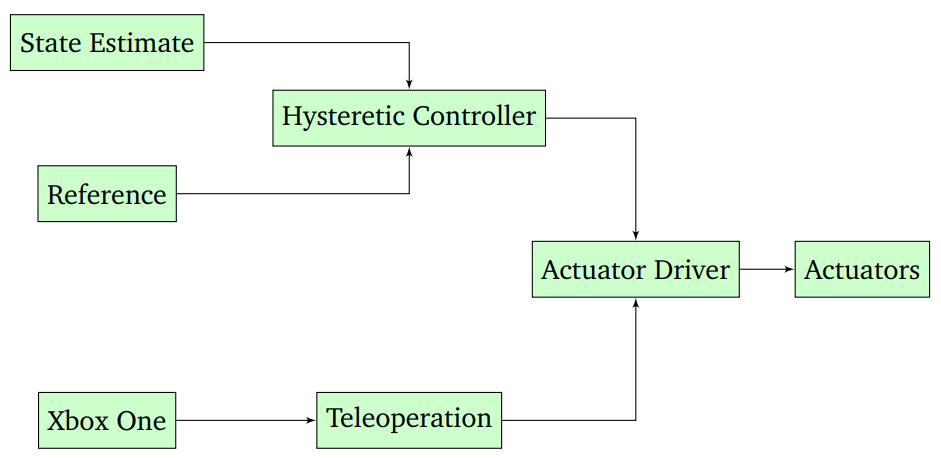 State Estimate
Hysteretic Controller
Reference
Actuator Driver
Actuators
Xbox One
Teleoperation